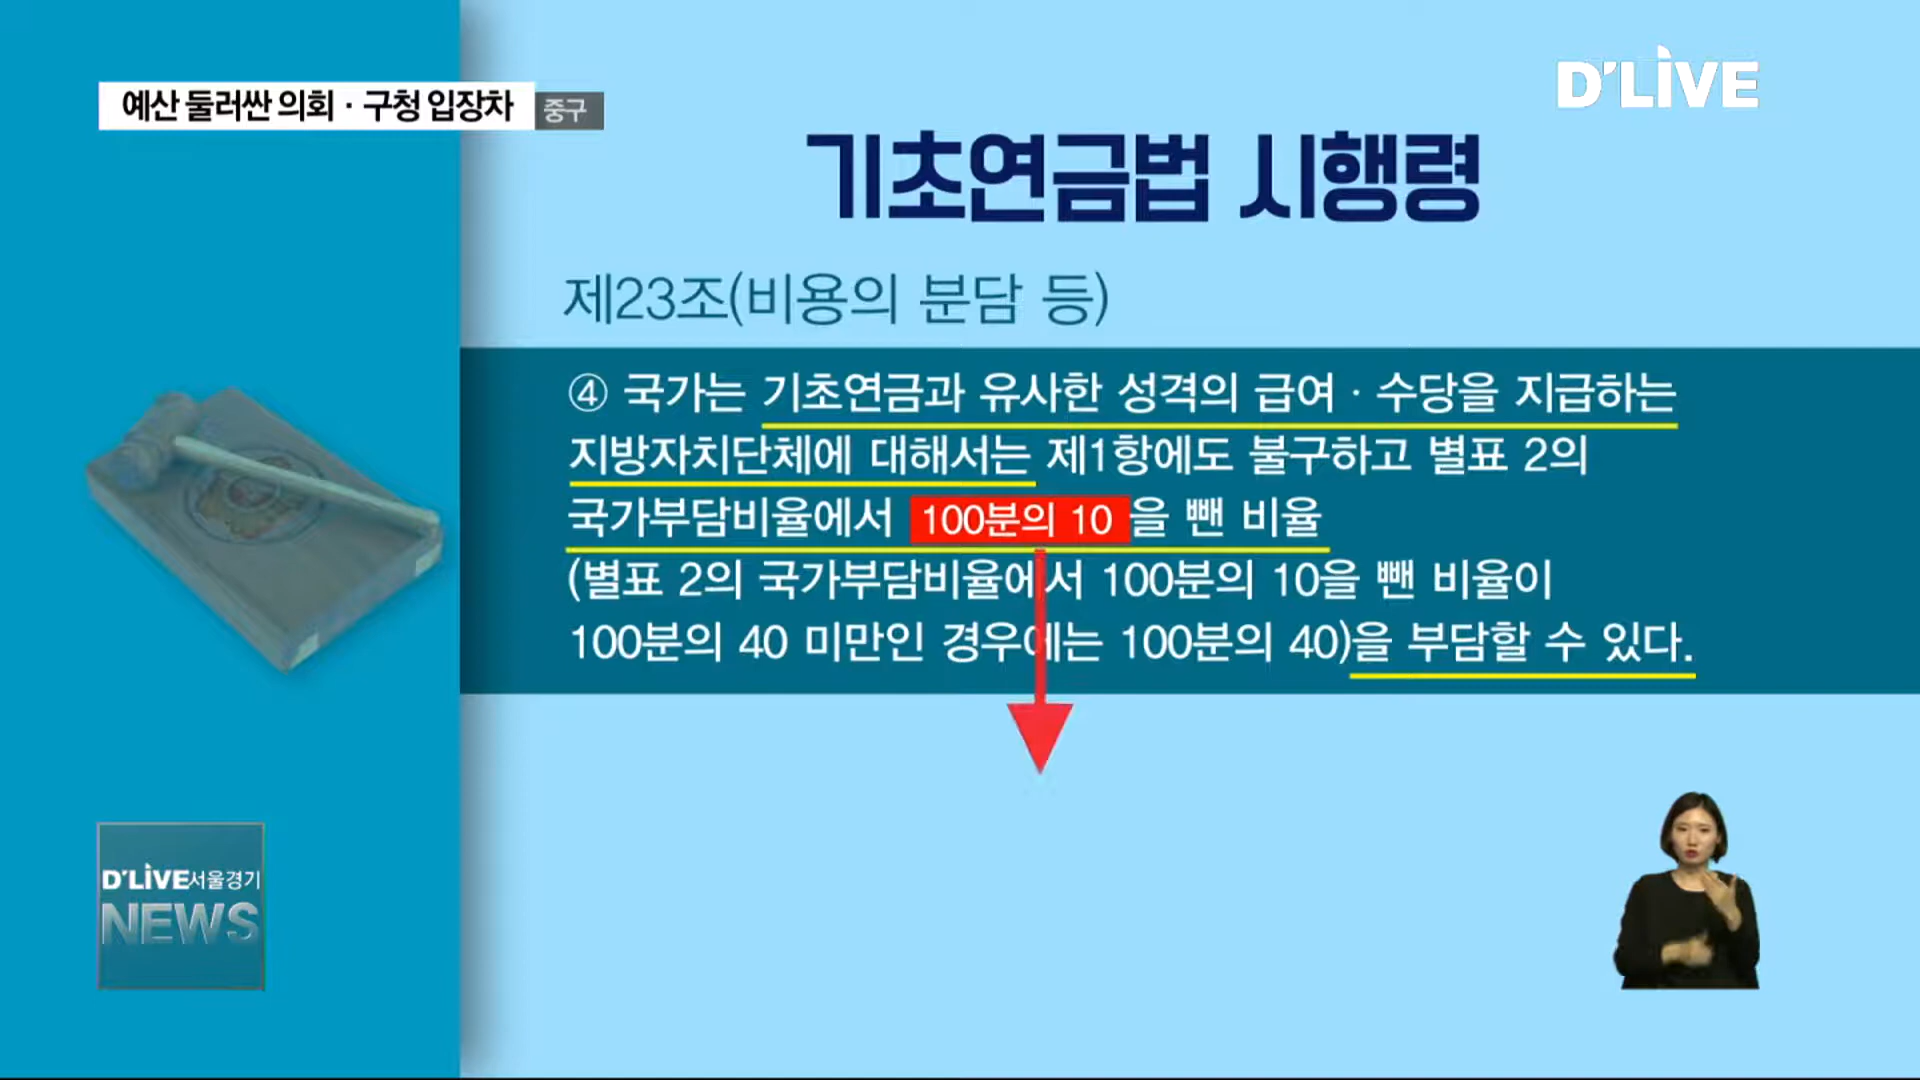 예산 둘러싼 의회 · 구청 입장차 중구
D'LIVE
기초연금법 시행령
제23조(비용의 분담 등)
④ 국가는 기초연금과 유사한 성격의 급여 · 수당을 지급하는
지방자치단체에 대해서는 제1항에도 불구하고 별표 2의
국가부담비율에서 100분의 10을 뺀 비율
(별표 2의 국가부담비율에서 100분의 10을 뺀 비율이
100분의 40 미만인 경우에는 100분의 40)을 부담할 수 있다.
D'LIVE서울경기
NEWS